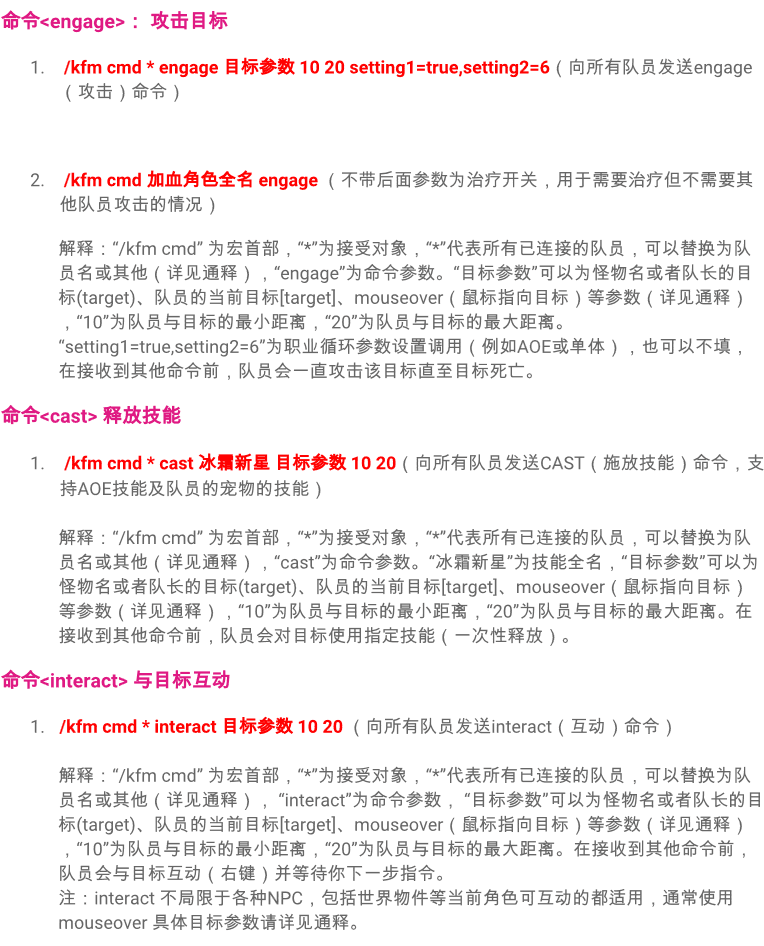 命令<engage>： 攻击目标
1. /kfm cmd * engage 目标参数 10 20 setting1=true,setting2=6（向所有队员发送engage
（攻击）命令）
2. /kfm cmd 加血角色全名 engage （不带后面参数为治疗开关，用于需要治疗但不需要其
他队员攻击的情况）
解释：“/kfm cmd” 为宏首部，“*”为接受对象，“*”代表所有已连接的队员，可以替换为队
员名或其他（详见通释），“engage”为命令参数。“目标参数”可以为怪物名或者队长的目
标(target)、队员的当前目标[target]、mouseover（鼠标指向目标）等参数（详见通释）
，“10”为队员与目标的最小距离，“20”为队员与目标的最大距离。
“setting1=true,setting2=6”为职业循环参数设置调用（例如AOE或单体），也可以不填，
在接收到其他命令前，队员会一直攻击该目标直至目标死亡。
命令<cast> 释放技能
1. /kfm cmd * cast 冰霜新星 目标参数 10 20（向所有队员发送CAST（施放技能）命令，支
持AOE技能及队员的宠物的技能）
解释：“/kfm cmd” 为宏首部，“*”为接受对象，“*”代表所有已连接的队员，可以替换为队
员名或其他（详见通释），“cast”为命令参数。“冰霜新星”为技能全名，“目标参数”可以为
怪物名或者队长的目标(target)、队员的当前目标[target]、mouseover（鼠标指向目标）
等参数（详见通释），“10”为队员与目标的最小距离，“20”为队员与目标的最大距离。在
接收到其他命令前，队员会对目标使用指定技能（一次性释放）。
命令<interact> 与目标互动
1. /kfm cmd * interact 目标参数 10 20 （向所有队员发送interact（互动）命令）
解释：“/kfm cmd” 为宏首部，“*”为接受对象，“*”代表所有已连接的队员，可以替换为队
员名或其他（详见通释）， “interact”为命令参数， “目标参数”可以为怪物名或者队长的目
标(target)、队员的当前目标[target]、mouseover（鼠标指向目标）等参数（详见通释）
，“10”为队员与目标的最小距离，“20”为队员与目标的最大距离。在接收到其他命令前，
队员会与目标互动（右键）并等待你下一步指令。
注：interact 不局限于各种NPC，包括世界物件等当前角色可互动的都适用，通常使用
mouseover 具体目标参数请详见通释。